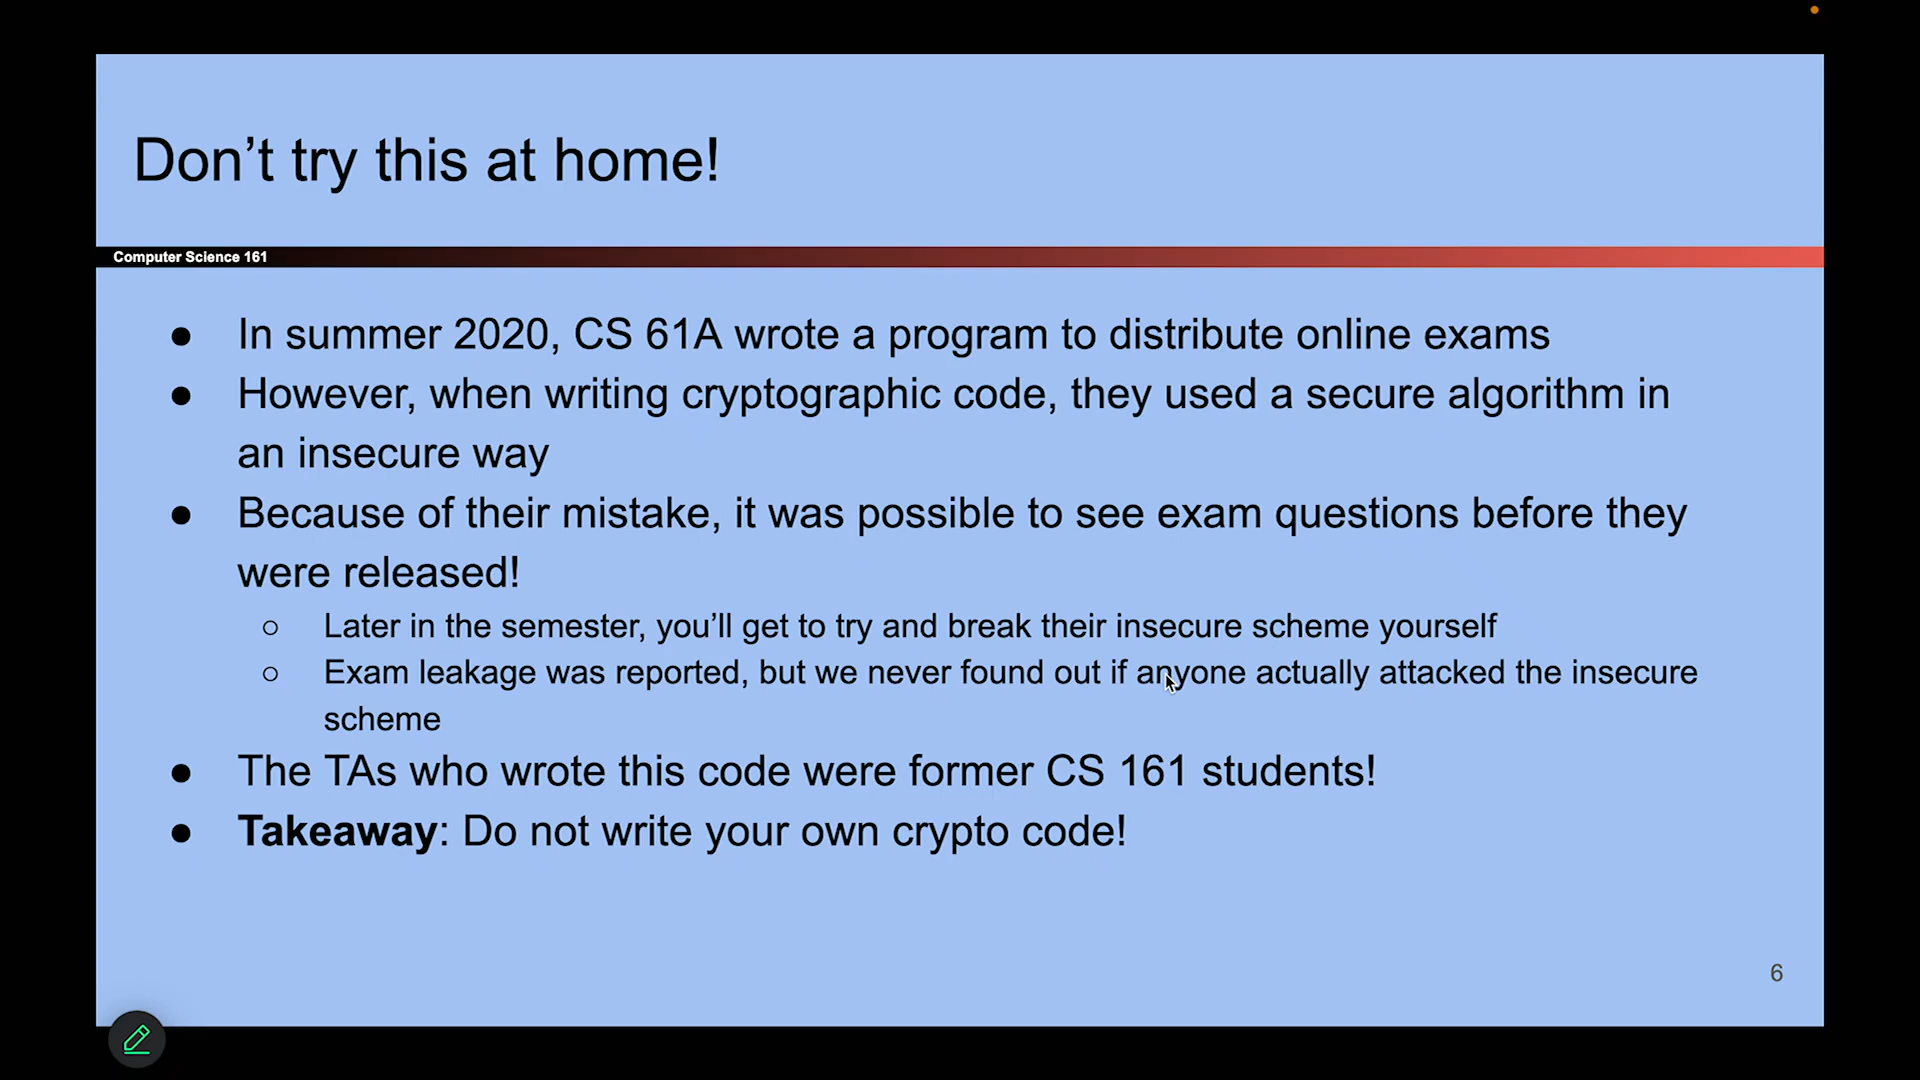 Don’t try this at home!
Computer Science 161
● In summer 2020, CS 61A wrote a program to distribute online exams
● However, when writing cryptographic code, they used a secure algorithm in
an insecure way
● Because of their mistake, it was possible to see exam questions before they
were released!
○ Later in the semester, you’ll get to try and break their insecure scheme yourself
○ Exam leakage was reported, but we never found out if anyone actually attacked the insecure
scheme
● The TAs who wrote this code were former CS 161 students!
● Takeaway: Do not write your own crypto code!
6